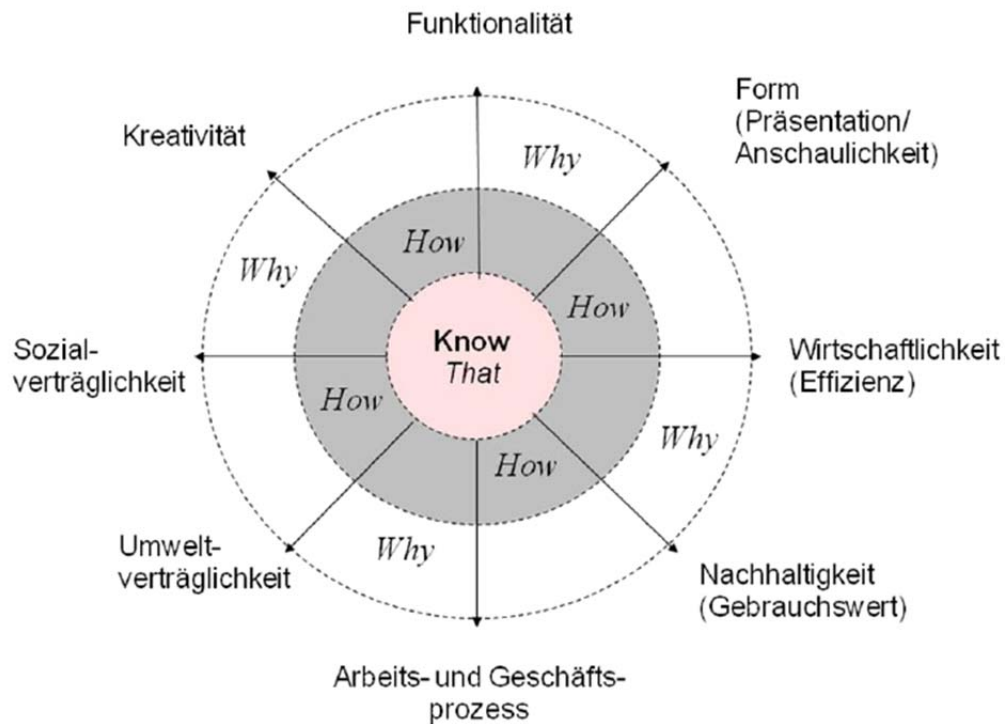 Funktionalität
Form
(Präsentation/
Anschaulichkeit)
Kreativität
Why
How
Why
How
Know
That
Sozial-
verträglichkeit
Wirtschaftlichkeit
(Effizienz)
How
Why
How
Why
Umwelt-
verträglichkeit
Nachhaltigkeit
(Gebrauchswert)
Arbeits- und Geschäfts-
prozess